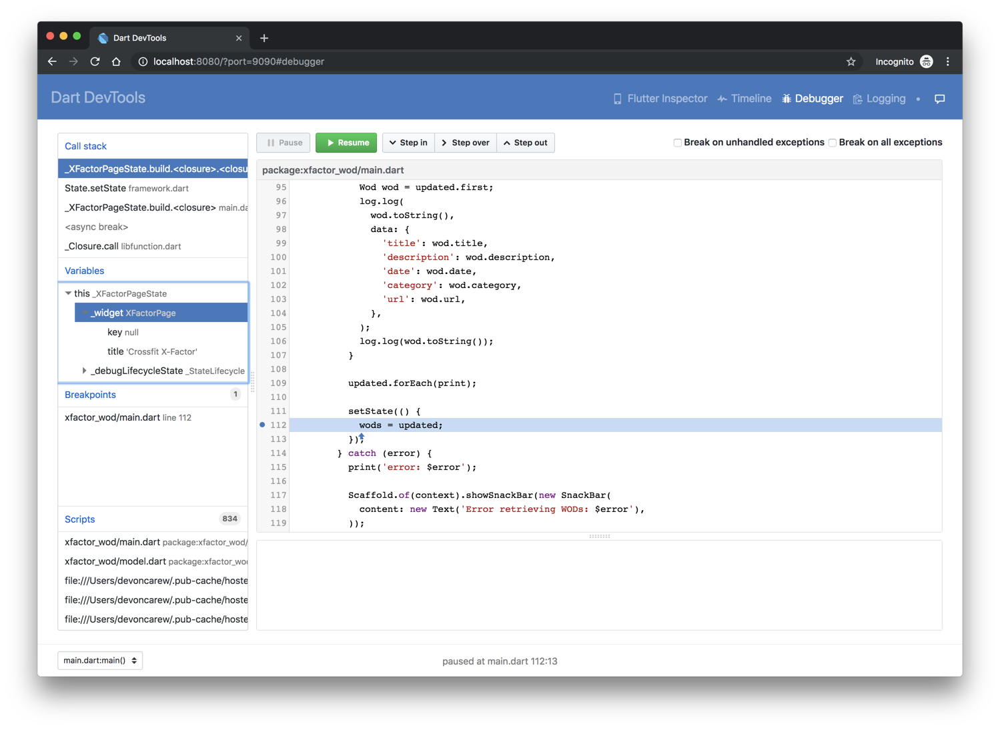 Dart DevTools
localhost:8080/?port=9090#debugger
Incognito
Dart DevTools
Flutter Inspector
Timeline
Debugger
Logging
Call stack
_XFactorPageState.build.<closure>.<closu
State.setState framework.dart
_XFactorPageState.build.<closure> main.da
<async break>
_Closure.call libfunction.dart
Variables
this _XFactorPageState
_widget XFactorPage
key null
title 'Crossfit X-Factor'
_debugLifecycleState _StateLifecycle
Breakpoints 1
xfactor_wod/main.dart line 112
Scripts 834
xfactor_wod/main.dart package:xfactor_wod/
xfactor_wod/model.dart package:xfactor_wo
file:///Users/devoncarew/.pub-cache/hoste
file:///Users/devoncarew/.pub-cache/hoste
file:///Users/devoncarew/.pub-cache/hoste
Pause
Resume
Step in
Step over
Step out
Break on unhandled exceptions
Break on all exceptions
package:xfactor_wod/main.dart
95 Wod wod = updated.first;
96 log.log(
97 wod.toString(),
98 data: {
99 'title': wod.title,
100 'description': wod.description,
101 'date': wod.date,
102 'category': wod.category,
103 'url': wod.url,
104 },
105 );
106 log.log(wod.toString());
107 }
108
109 updated.forEach(print);
110
111 setState(() {
112 wods = updated;
113 });
114 } catch (error) {
115 print('error: $error');
116
117 Scaffold.of(context).showSnackBar(new SnackBar(
118 content: new Text('Error retrieving WODs: $error'),
119 ));
main.dart:main()
paused at main.dart 112:13